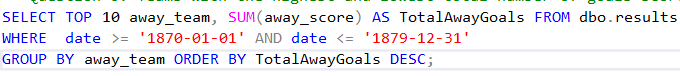 SELECT TOP 10 away_team, SUM(away_score) AS TotalAwayGoals FROM dbo.results
WHERE  date >= '1870-01-01' AND date <= '1879-12-31'
GROUP BY away_team ORDER BY TotalAwayGoals DESC;